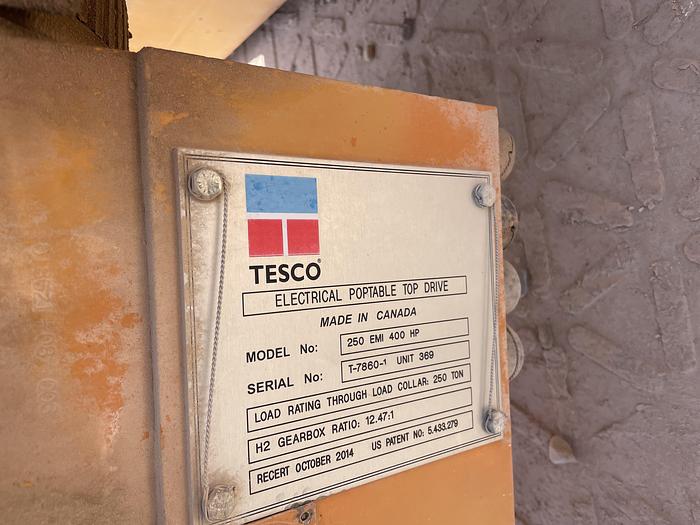 TESCO®
ELECTRICAL POPTABLE TOP DRIVE
MADE IN CANADA
MODEL No: 250 EMI 400 HP
SERIAL No: T-7860-1 UNIT 369
LOAD RATING THROUGH LOAD COLLAR: 250 TON
H2 GEARBOX RATIO: 12.47:1
RECERT OCTOBER 2014 US PATENT NO: 5.433.279